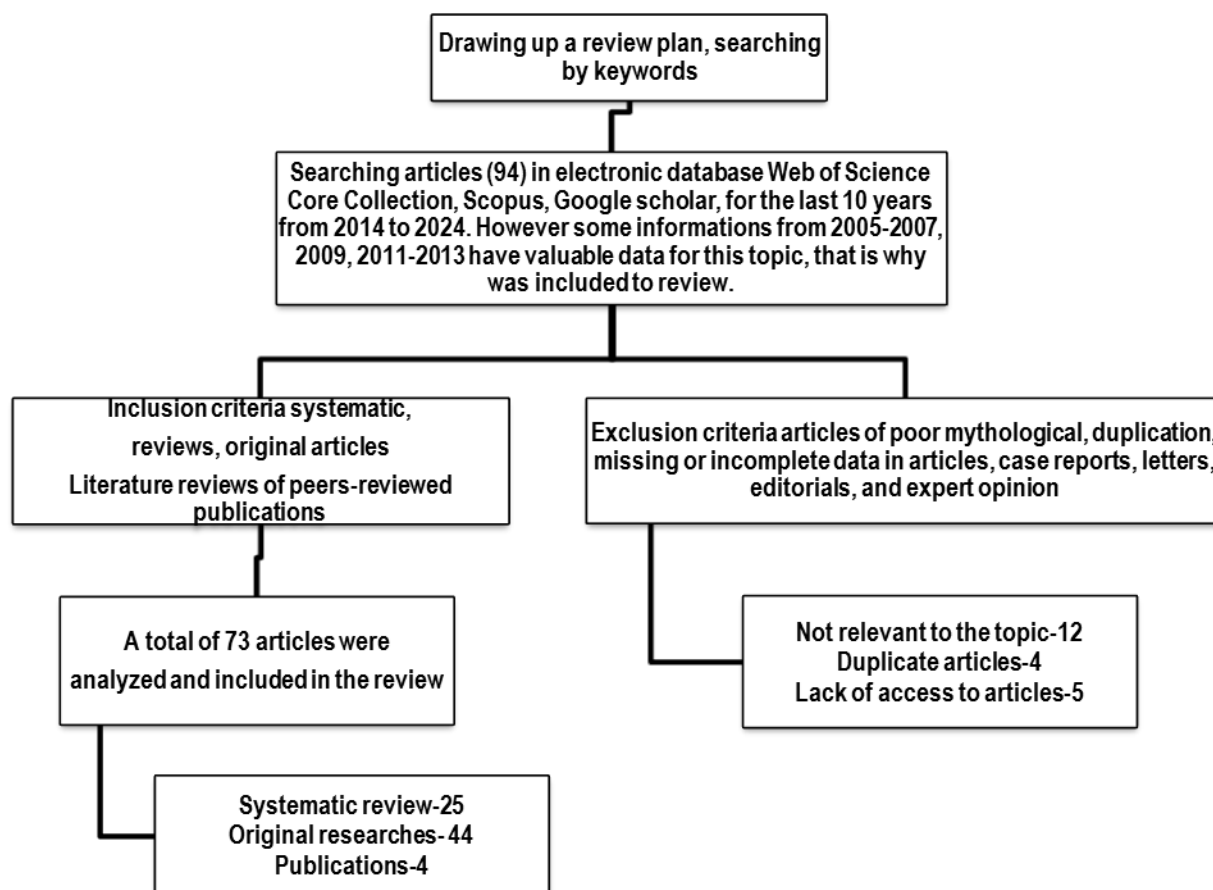 Drawing up a review plan, searching
by keywords
Searching articles (94) in electronic database Web of Science
Core Collection, Scopus, Google scholar, for the last 10 years
from 2014 to 2024. However some informations from 2005-2007,
2009, 2011-2013 have valuable data for this topic, that is why
was included to review.
Inclusion criteria systematic,
reviews, original articles
Literature reviews of peers-reviewed
publications
Exclusion criteria articles of poor mythological, duplication,
missing or incomplete data in articles, case reports, letters,
editorials, and expert opinion
A total of 73 articles were
analyzed and included in the review
Not relevant to the topic-12
Duplicate articles-4
Lack of access to articles-5
Systematic review-25
Original researches- 44
Publications-4